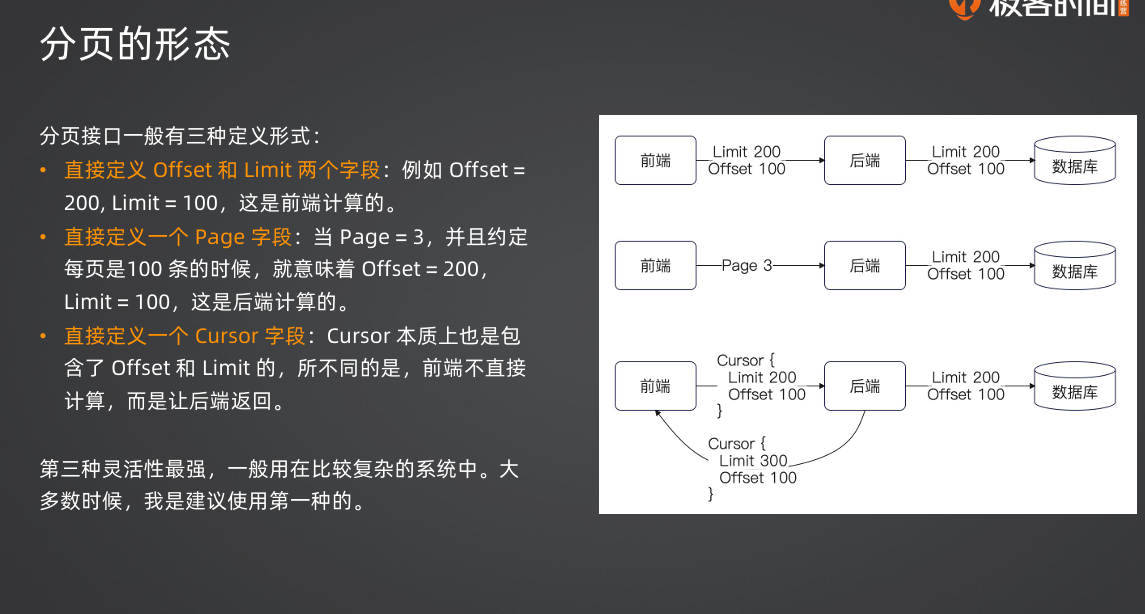 极客时间
分页的形态
分页接口一般有三种定义形式：
• 直接定义 Offset 和 Limit 两个字段：例如 Offset =
200, Limit = 100，这是前端计算的。
• 直接定义一个 Page 字段：当 Page = 3，并且约定
每页是100 条的时候，就意味着 Offset = 200，
Limit = 100，这是后端计算的。
• 直接定义一个 Cursor 字段：Cursor 本质上也是包
含了 Offset 和 Limit 的，所不同的是，前端不直接
计算，而是让后端返回。
第三种灵活性最强，一般用在比较复杂的系统中。大
多数时候，我是建议使用第一种的。
前端
Limit 200
Offset 100
后端
Limit 200
Offset 100
数据库
前端
Page 3
后端
Limit 200
Offset 100
数据库
前端
Cursor {
Limit 200
Offset 100
}
后端
Limit 200
Offset 100
数据库
Cursor {
Limit 300
Offset 100
}